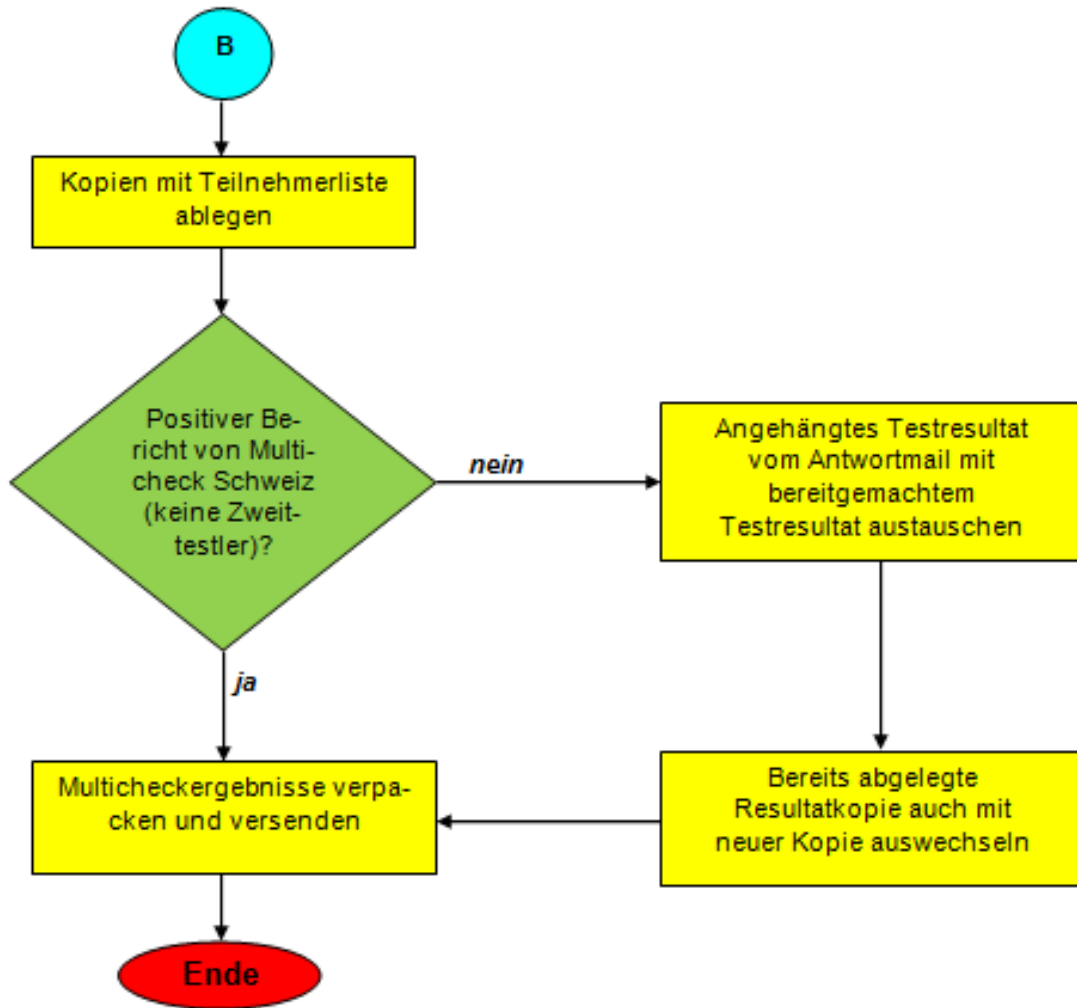 B
Kopien mit Teilnehmerliste
ablegen
Positiver Be-
richt von Multi-
check Schweiz
(keine Zweit-
testler)?
nein
Angehängtes Testresultat
vom Antwortmail mit
bereitgemachtem
Testresultat austauschen
ja
Multicheckergebnisse verpa-
cken und versenden
Bereits abgelegte
Resultatkopie auch mit
neuer Kopie auswechseln
Ende